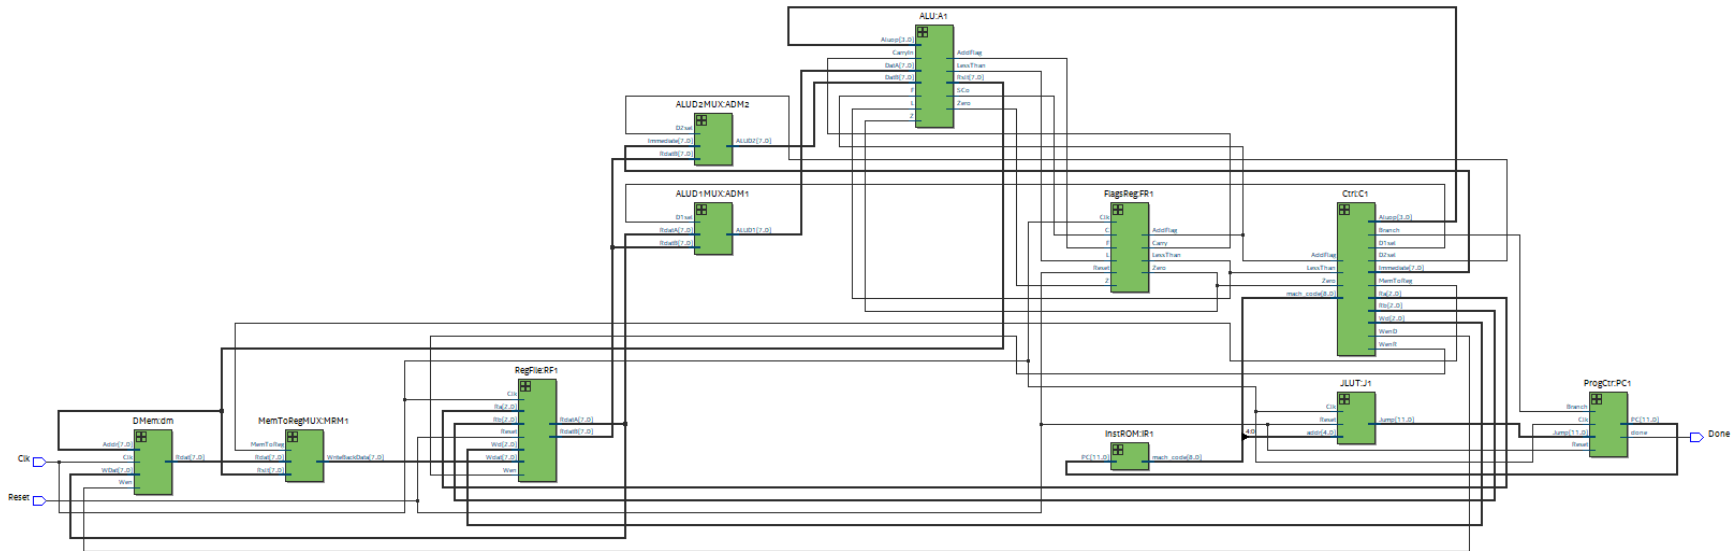 ALU:A1
Aluop[3..0]
CarryIn
DatA[7..0]
DatB[7..0]
F
L
Z
AddFlag
LessThan
Rslt[7..0]
SCo
Zero
ALUD2MUX:ADM2
D2sel
Immediate[7..0]
RdatB[7..0]
ALUD2[7..0]
ALUD1MUX:ADM1
D1sel
RdatA[7..0]
RdatB[7..0]
ALUD1[7..0]
FlagsReg:FR1
Clk
C
F
L
Reset
Z
AddFlag
Carry
LessThan
Zero
Ctrl:C1
AddFlag
LessThan
Zero
mach_code[8..0]
Aluop[3..0]
Branch
D1sel
D2sel
Immediate[7..0]
MemToReg
Ra[2..0]
Rb[2..0]
Wd[2..0]
WenD
WenR
RegFile:RF1
Clk
Ra[2..0]
Rb[2..0]
Reset
Wd[2..0]
Wdat[7..0]
Wen
RdatA[7..0]
RdatB[7..0]
DMem:dm
Addr[7..0]
Clk
WDat[7..0]
Wen
Rdat[7..0]
MemToRegMUX:MRM1
MemToReg
Rdat[7..0]
Rslt[7..0]
WriteBackData[7..0]
JLUT:J1
Clk
Reset
addr[4..0]
Jump[11..0]
4:0
InstROM:IR1
PC[11..0]
mach_code[8..0]
ProgCtr:PC1
Branch
Clk
Jump[11..0]
Reset
PC[11..0]
done
Done
Clk
Reset